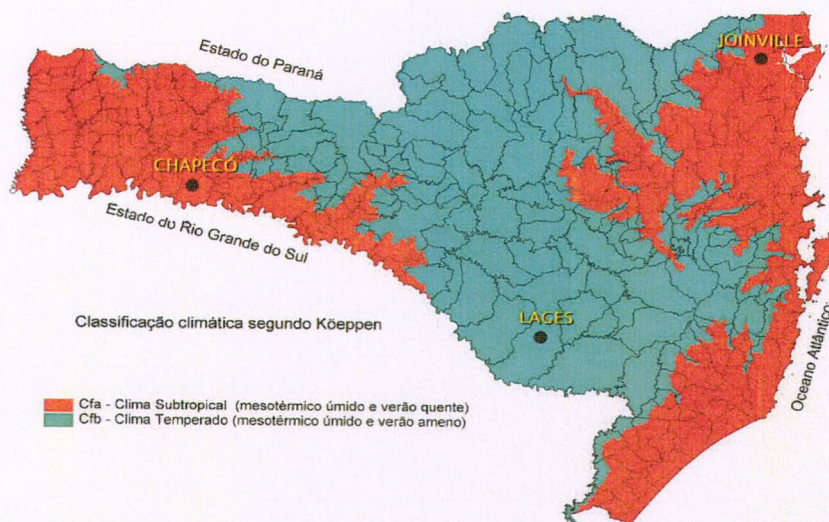 JOINVILLE
Estado do Paraná
CHAPECÓ
Estado do Rio Grande do Sul
Classificação climática segundo Köeppen
LAGES
Oceano Atlântico
Cfa - Clima Subtropical (mesotérmico úmido e verão quente)
Cfb - Clima Temperado (mesotérmico úmido e verão ameno)